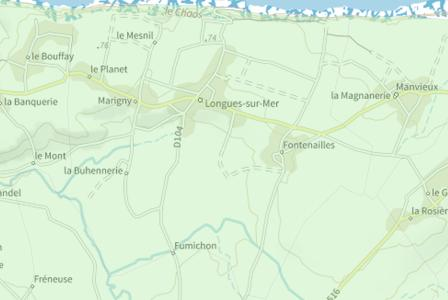 le Chaos
le Mesnil
76
74
le Bouffay
le Planet
Manvieux
la Magnanerie
la Banquerie
Marigny
Longues-sur-Mer
D104
Fontenailles
le Mont
la Buhennerie
andel
le G
la Rosière
Fumichon
Fréneuse
e
516